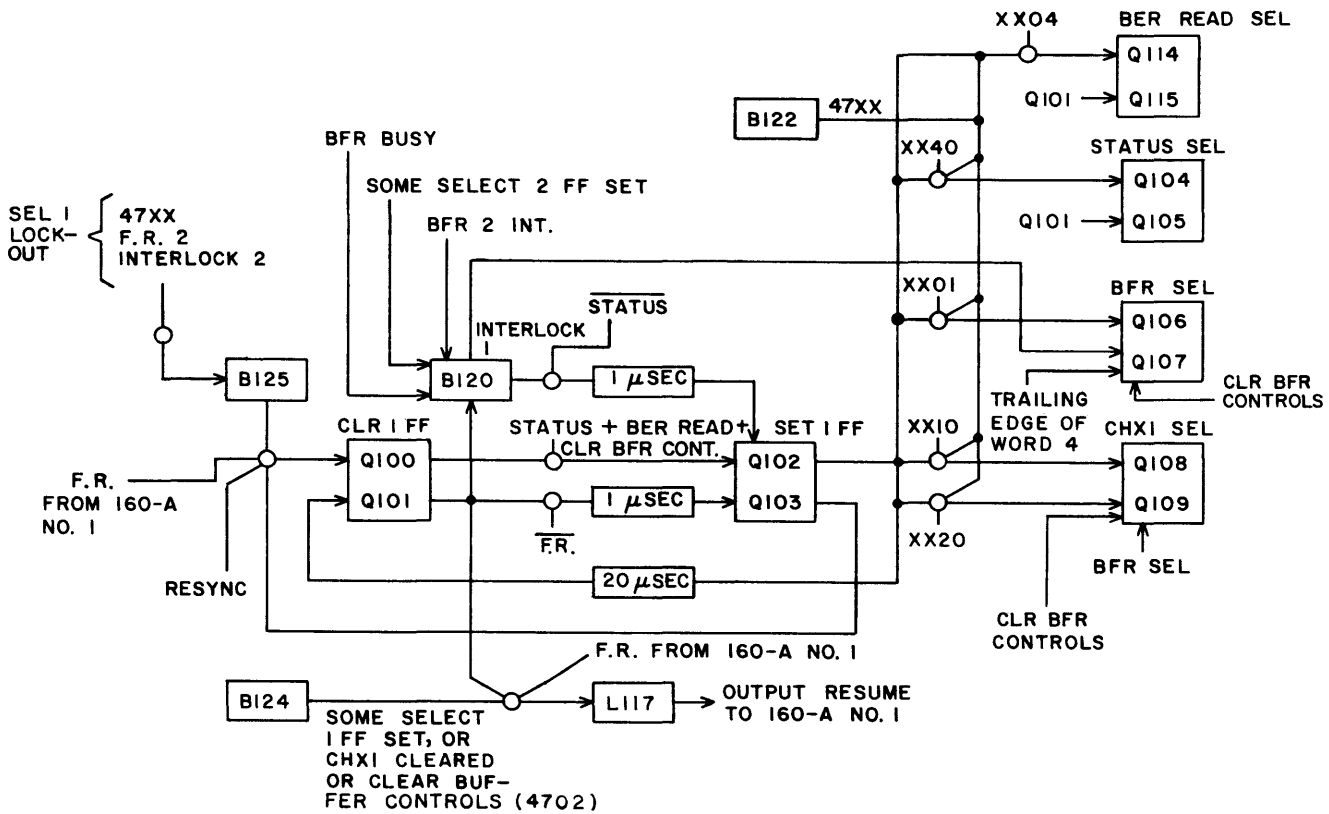 XX04
BER READ SEL
Q114
Q101
Q115
B122
47XX
BFR BUSY
XX40
STATUS SEL
Q104
Q101
Q105
SOME SELECT 2 FF SET
SEL 1
LOCK-
OUT
47XX
F.R. 2
INTERLOCK 2
BFR 2 INT.
XX01
BFR SEL
Q106
Q107
STATUS
INTERLOCK
B125
B120
1 μSEC
TRAILING
EDGE OF
WORD 4
CLR BFR
CONTROLS
CLR 1 FF
STATUS + BER READ+
CLR BFR CONT.
SET 1 FF
XX10
CHX1 SEL
Q100
Q101
Q102
Q103
Q108
Q109
F.R.
FROM 160-A
NO. 1
1 μSEC
F.R.
XX20
RESYNC
20 μSEC
BFR SEL
CLR BFR
CONTROLS
F.R. FROM 160-A NO. 1
B124
L117
OUTPUT RESUME
TO 160-A NO. 1
SOME SELECT
1 FF SET, OR
CHX1 CLEARED
OR CLEAR BUF-
FER CONTROLS (4702)